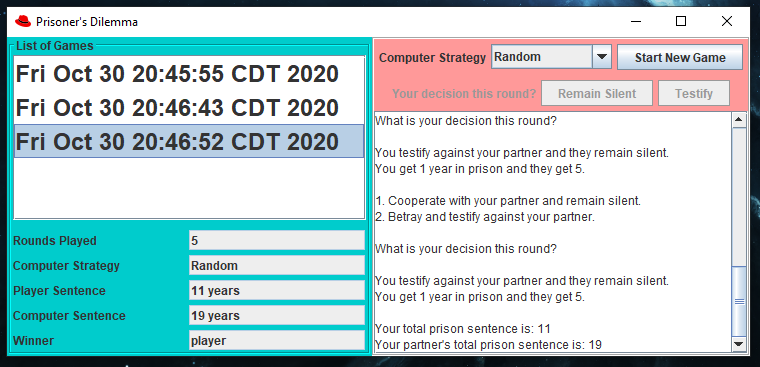 Prisoner's Dilemma
List of Games
Fri Oct 30 20:45:55 CDT 2020
Fri Oct 30 20:46:43 CDT 2020
Fri Oct 30 20:46:52 CDT 2020
Rounds Played 5
Computer Strategy Random
Player Sentence 11 years
Computer Sentence 19 years
Winner player
Computer Strategy Random Start New Game
Your decision this round? Remain Silent Testify
What is your decision this round?
You testify against your partner and they remain silent.
You get 1 year in prison and they get 5.
1. Cooperate with your partner and remain silent.
2. Betray and testify against your partner.
What is your decision this round?
You testify against your partner and they remain silent.
You get 1 year in prison and they get 5.
Your total prison sentence is: 11
Your partner's total prison sentence is: 19